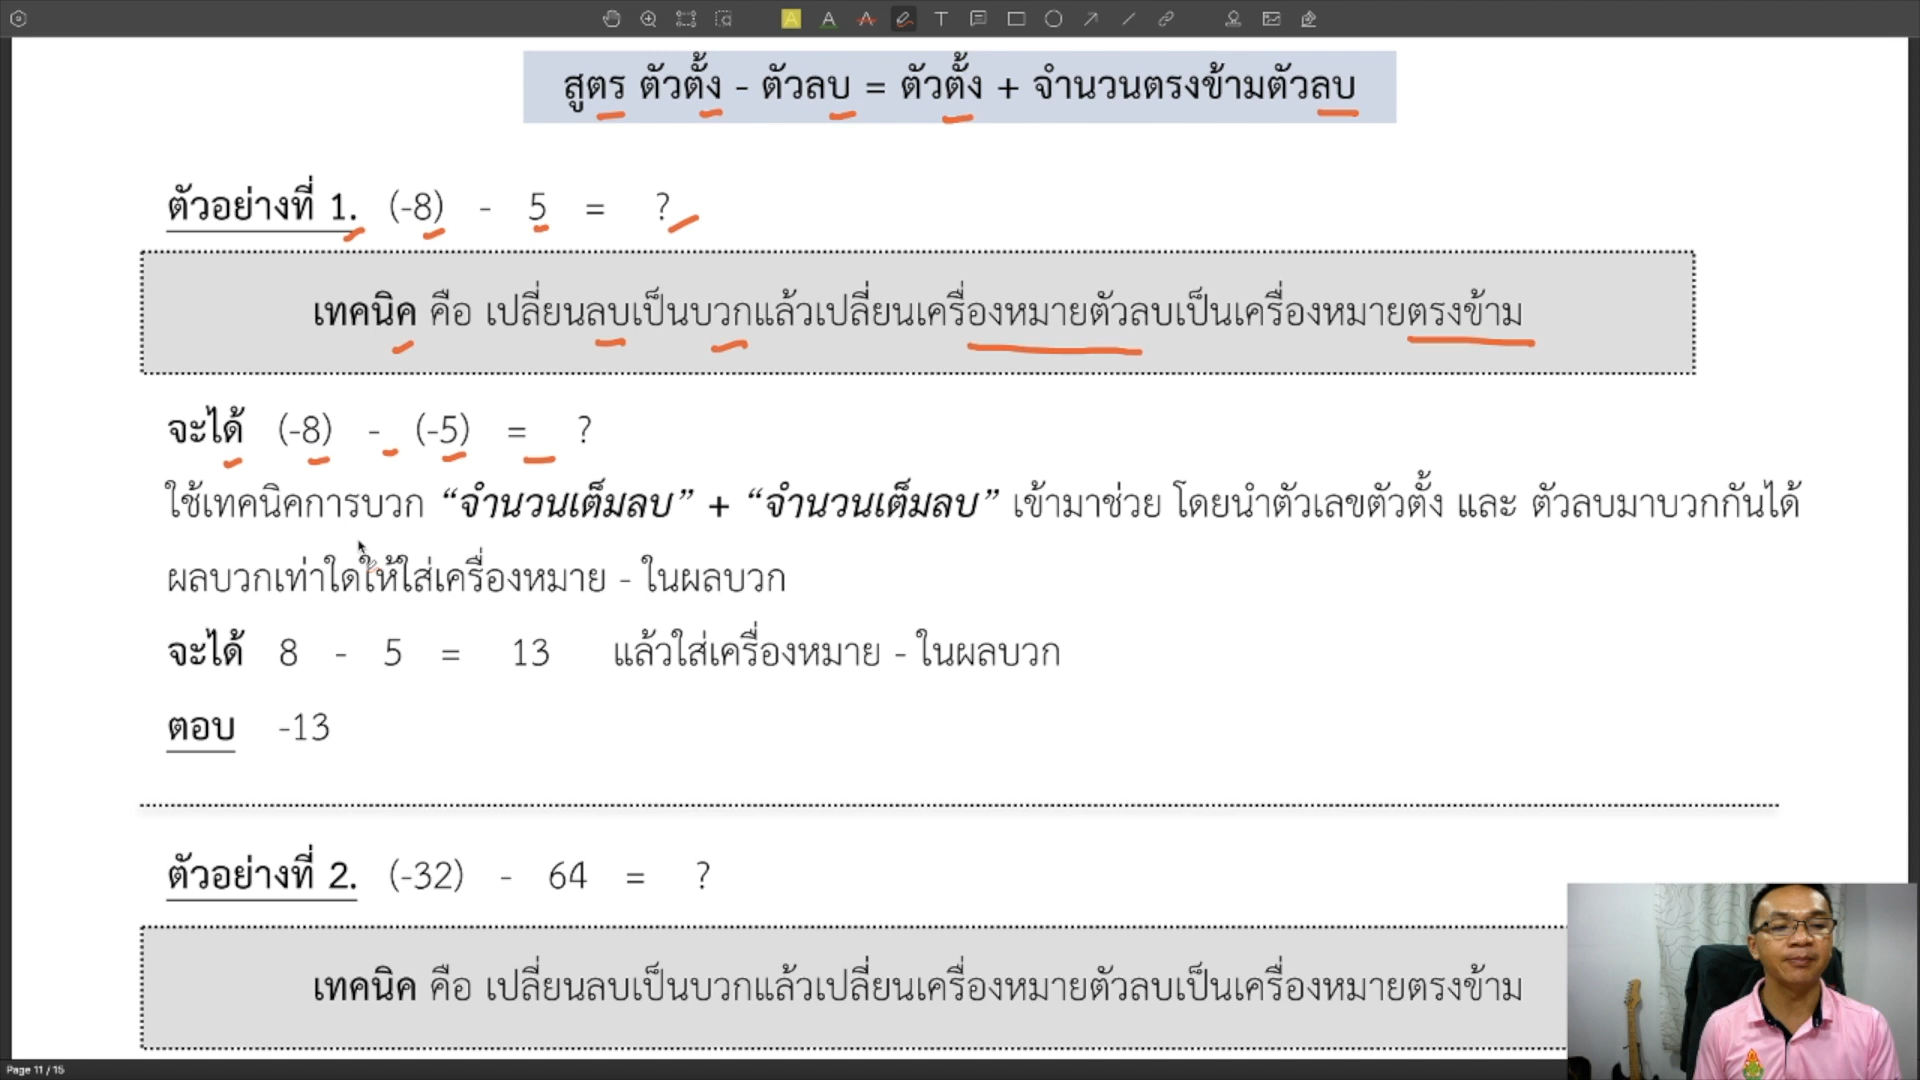 สูตร ตัวตั้ง - ตัวลบ = ตัวตั้ง + จำนวนตรงข้ามตัวลบ
ตัวอย่างที่ 1. (-8) - 5 = ?
เทคนิค คือ เปลี่ยนลบเป็นบวกแล้วเปลี่ยนเครื่องหมายตัวลบเป็นเครื่องหมายตรงข้าม
จะได้ (-8) - (-5) = ?
ใช้เทคนิคการบวก “จำนวนเต็มลบ” + “จำนวนเต็มลบ” เข้ามาช่วย โดยนำตัวเลขตัวตั้ง และ ตัวลบมาบวกกันได้
ผลบวกเท่าใดให้ใส่เครื่องหมาย - ในผลบวก
จะได้ 8 - 5 = 13 แล้วใส่เครื่องหมาย - ในผลบวก
ตอบ -13
ตัวอย่างที่ 2. (-32) - 64 = ?
เทคนิค คือ เปลี่ยนลบเป็นบวกแล้วเปลี่ยนเครื่องหมายตัวลบเป็นเครื่องหมายตรงข้าม
Page 11 / 15